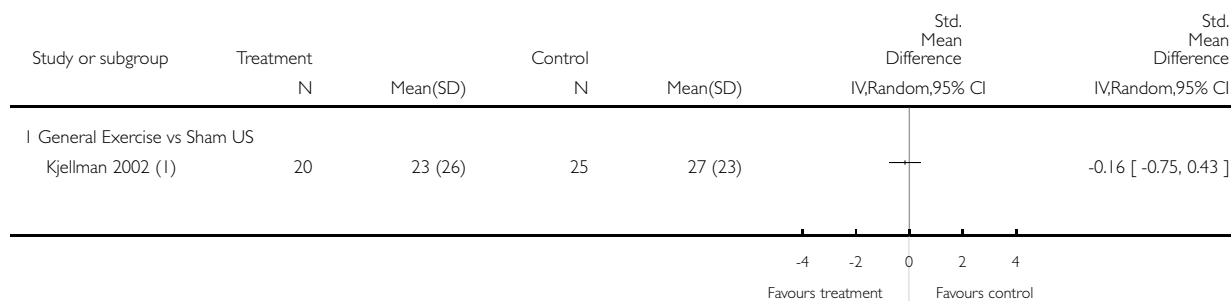 Study or subgroup Treatment Control Std. Mean Difference Std. Mean Difference
N Mean(SD) N Mean(SD) IV,Random,95% CI IV,Random,95% CI
1 General Exercise vs Sham US
Kjellman 2002 (1) 20 23 (26) 25 27 (23) -0.16 [ -0.75, 0.43 ]
-4 -2 0 2 4
Favours treatment Favours control